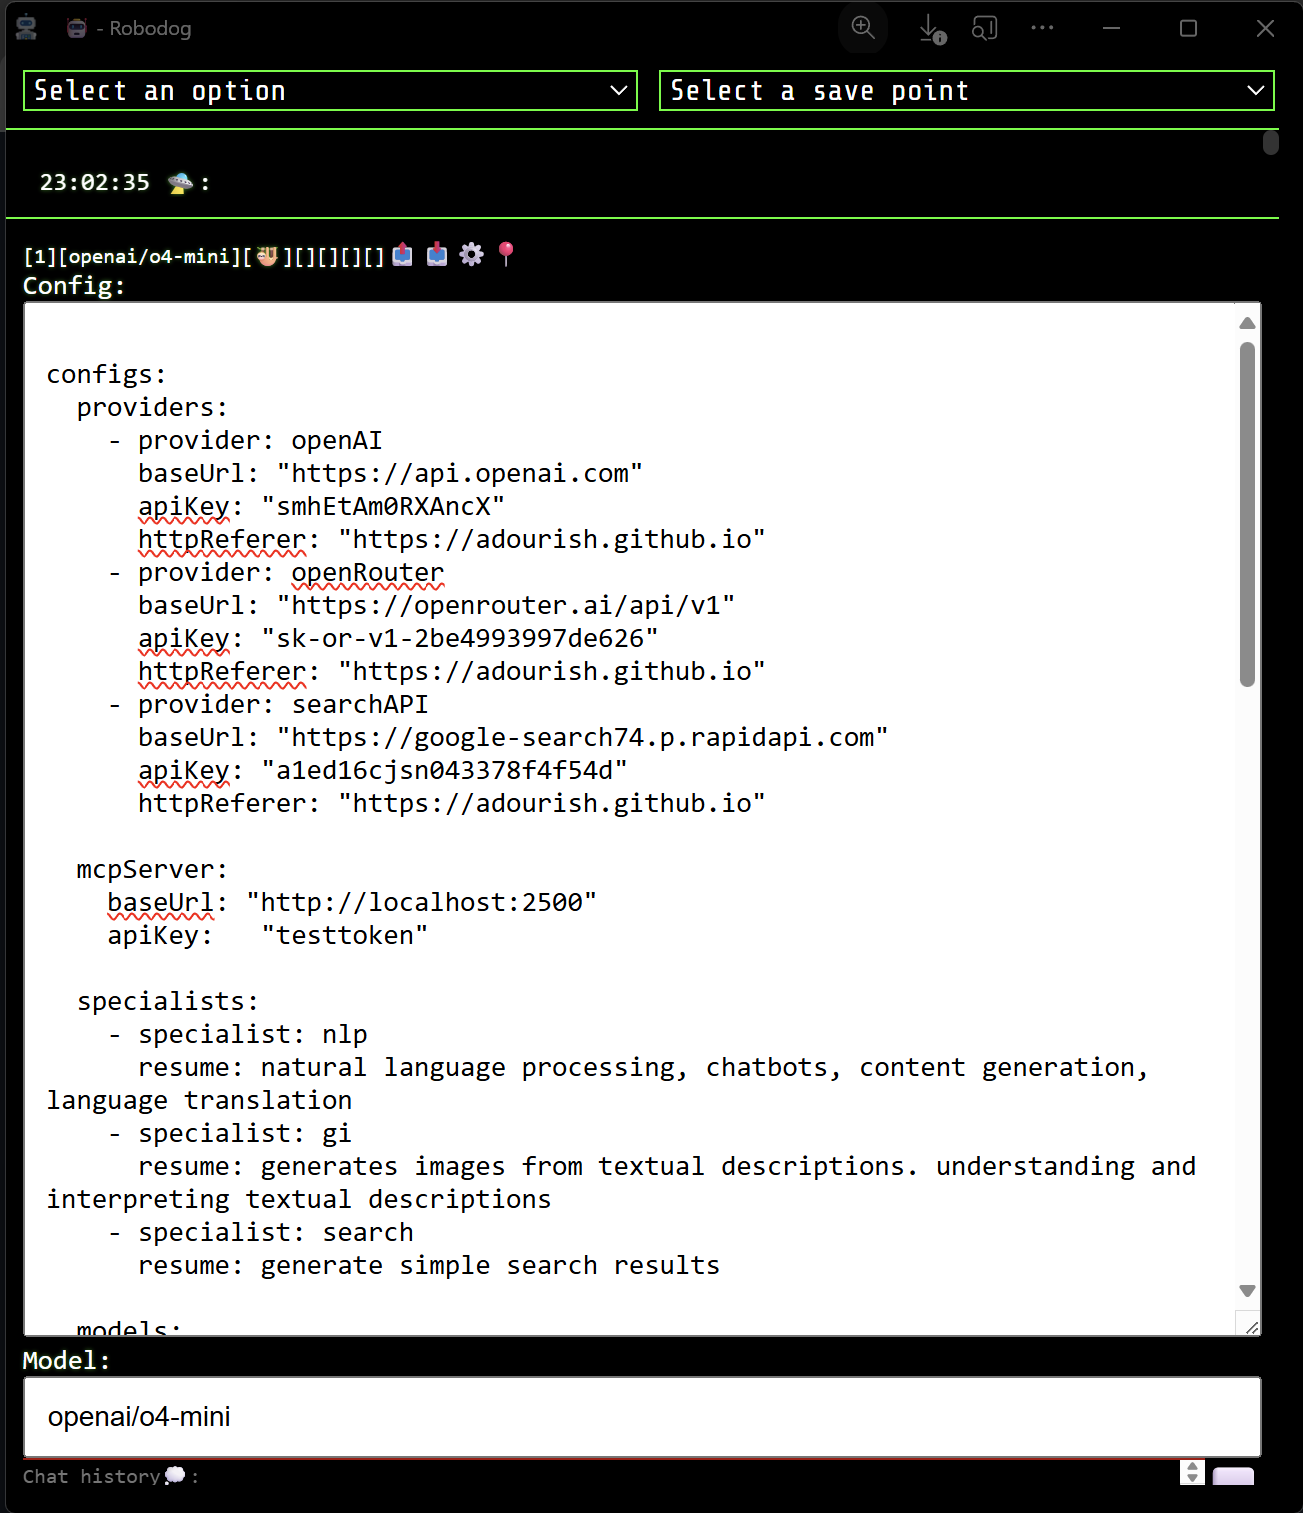 - Robodog
Select an option
Select a save point
23:02:35 🛸:
[1][openai/o4-mini][🦥][][][][]📤 📥 ⚙️ 📍
Config:
configs:
  providers:
    - provider: openAI
      baseUrl: "https://api.openai.com"
      apiKey: "smhEtAm0RXAncX"
      httpReferer: "https://adourish.github.io"
    - provider: openRouter
      baseUrl: "https://openrouter.ai/api/v1"
      apiKey: "sk-or-v1-2be4993997de626"
      httpReferer: "https://adourish.github.io"
    - provider: searchAPI
      baseUrl: "https://google-search74.p.rapidapi.com"
      apiKey: "a1ed16cjsn043378f4f54d"
      httpReferer: "https://adourish.github.io"
  mcpServer:
    baseUrl: "http://localhost:2500"
    apiKey:   "testtoken"
  specialists:
    - specialist: nlp
      resume: natural language processing, chatbots, content generation,
language translation
    - specialist: gi
      resume: generates images from textual descriptions. understanding and
interpreting textual descriptions
    - specialist: search
      resume: generate simple search results
  models:
Model:
openai/o4-mini
Chat history💭: